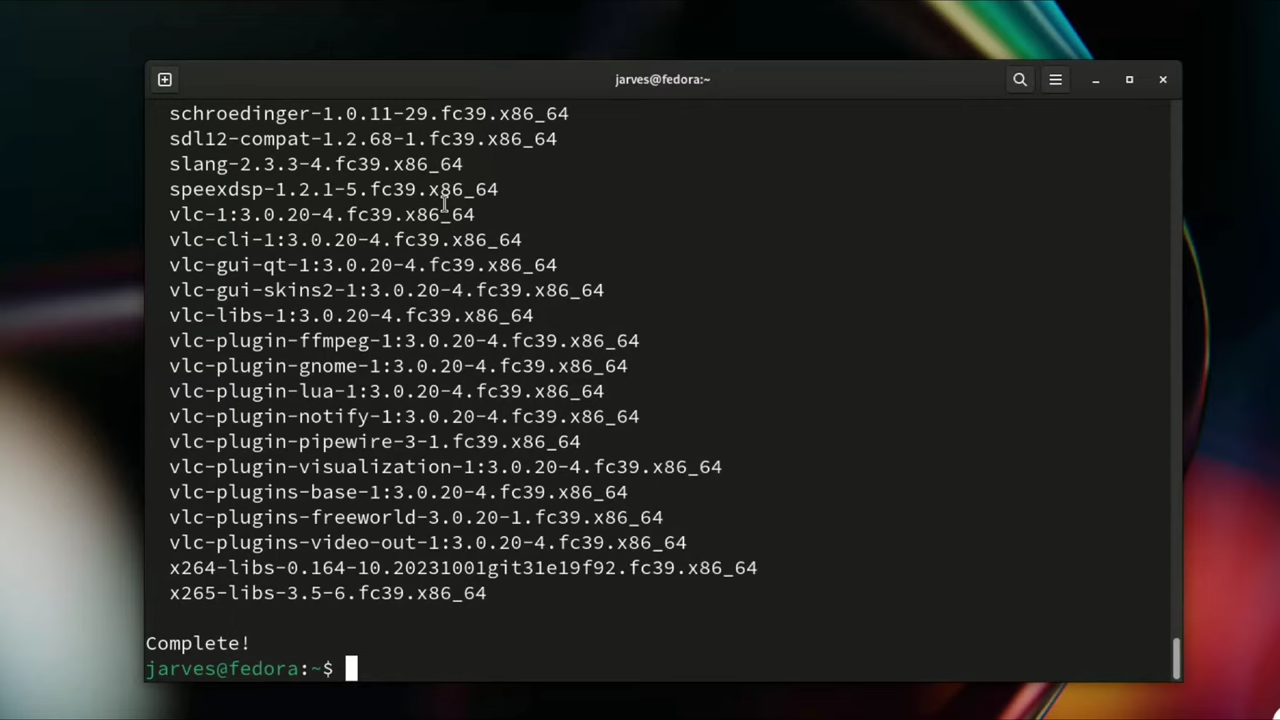 jarves@fedora:~
schroedinger-1.0.11-29.fc39.x86_64
sdl12-compat-1.2.68-1.fc39.x86_64
slang-2.3.3-4.fc39.x86_64
speexdsp-1.2.1-5.fc39.x86_64
vlc-1:3.0.20-4.fc39.x86_64
vlc-cli-1:3.0.20-4.fc39.x86_64
vlc-gui-qt-1:3.0.20-4.fc39.x86_64
vlc-gui-skins2-1:3.0.20-4.fc39.x86_64
vlc-libs-1:3.0.20-4.fc39.x86_64
vlc-plugin-ffmpeg-1:3.0.20-4.fc39.x86_64
vlc-plugin-gnome-1:3.0.20-4.fc39.x86_64
vlc-plugin-lua-1:3.0.20-4.fc39.x86_64
vlc-plugin-notify-1:3.0.20-4.fc39.x86_64
vlc-plugin-pipewire-3-1.fc39.x86_64
vlc-plugin-visualization-1:3.0.20-4.fc39.x86_64
vlc-plugins-base-1:3.0.20-4.fc39.x86_64
vlc-plugins-freeworld-3.0.20-1.fc39.x86_64
vlc-plugins-video-out-1:3.0.20-4.fc39.x86_64
x264-libs-0.164-10.20231001git31e19f92.fc39.x86_64
x265-libs-3.5-6.fc39.x86_64
Complete!
jarves@fedora:~$